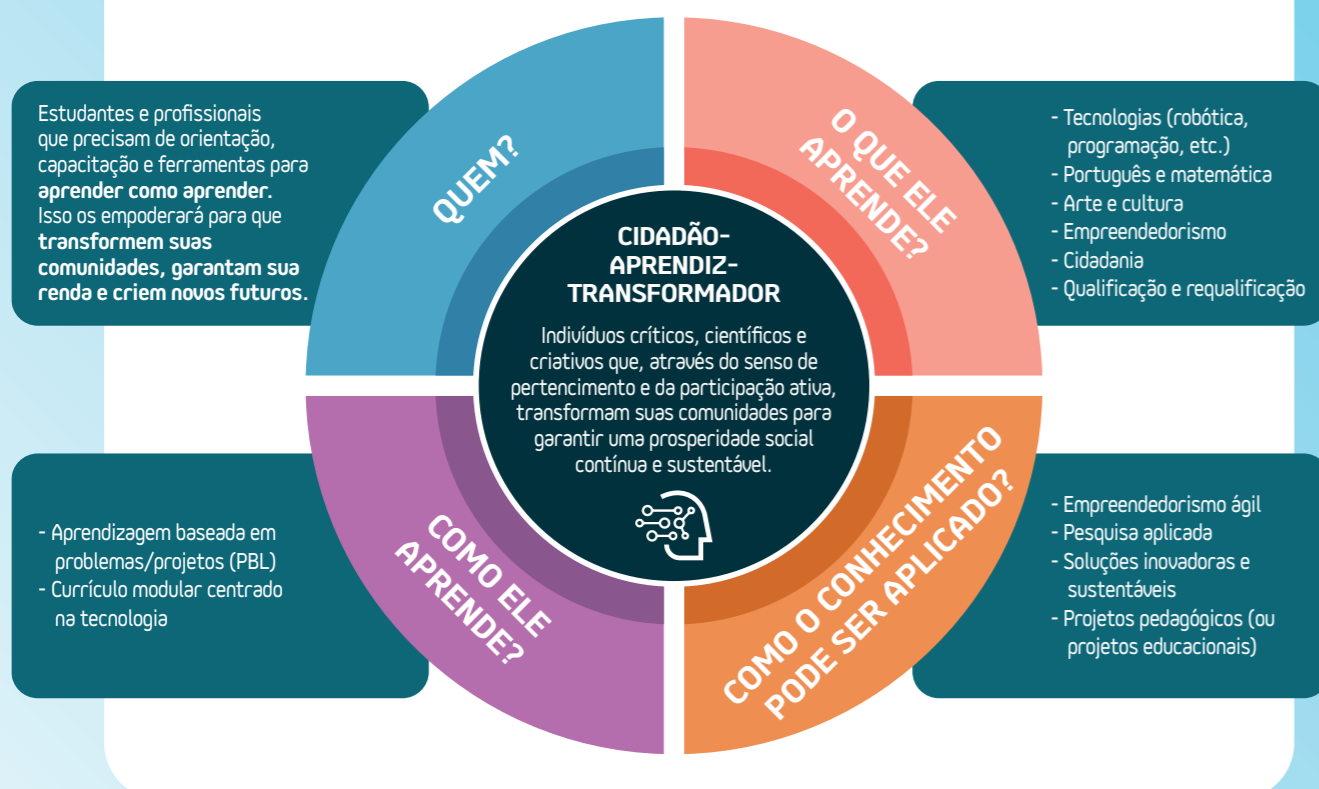 QUEM?
Estudantes e profissionais
que precisam de orientação,
capacitação e ferramentas para
aprender como aprender.
Isso os empoderará para que
transformem suas
comunidades, garantam sua
renda e criem novos futuros.
O QUE ELE
APRENDE?
- Tecnologias (robótica,
programação, etc.)
- Português e matemática
- Arte e cultura
- Empreendedorismo
- Cidadania
- Qualificação e requalificação
CIDADÃO-
APRENDIZ-
TRANSFORMADOR
Indivíduos críticos, científicos e
criativos que, através do senso de
pertencimento e da participação ativa,
transformam suas comunidades para
garantir uma prosperidade social
contínua e sustentável.
COMO ELE
APRENDE?
- Aprendizagem baseada em
problemas/projetos (PBL)
- Currículo modular centrado
na tecnologia
COMO O CONHECIMENTO
PODE SER APLICADO?
- Empreendedorismo ágil
- Pesquisa aplicada
- Soluções inovadoras e
sustentáveis
- Projetos pedagógicos (ou
projetos educacionais)